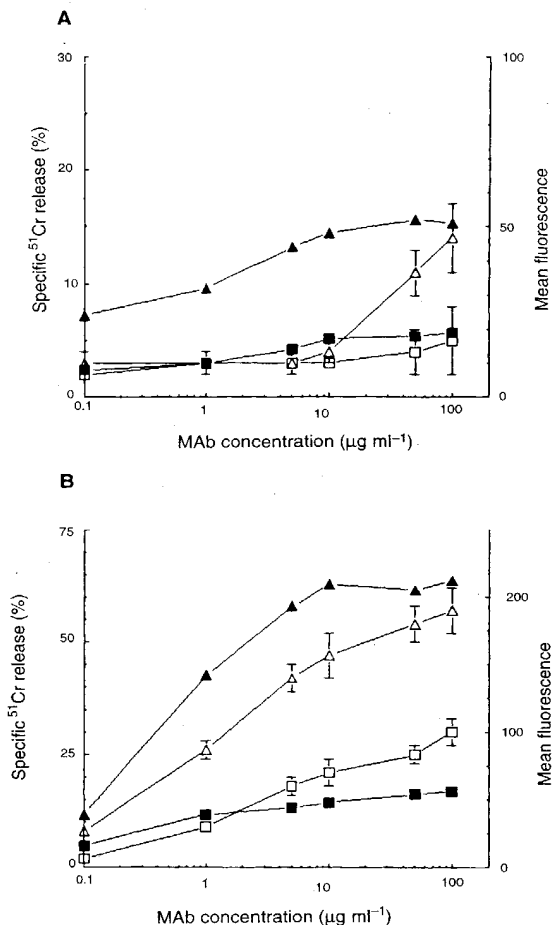 A
30
20
10
0
Specific ⁵¹Cr release (%)
100
50
0
Mean fluorescence
0.1 1 10 100
MAb concentration (µg ml⁻¹)
B
75
50
25
0
Specific ⁵¹Cr release (%)
200
100
0
Mean fluorescence
0.1 1 10 100
MAb concentration (µg ml⁻¹)